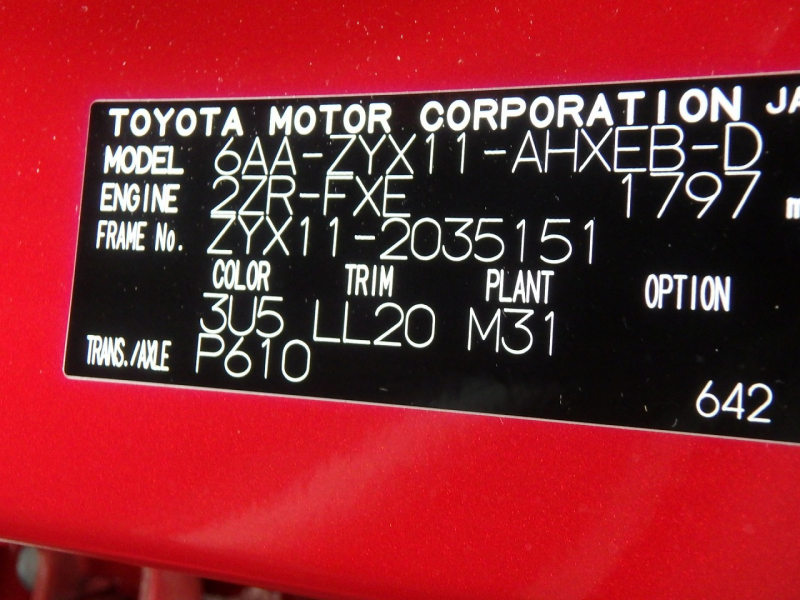 TOYOTA MOTOR CORPORATION JA
MODEL 6AA-ZYX11-AHXEB-D
ENGINE 2ZR-FXE 1797 m
FRAME No. ZYX11-2035151
COLOR TRIM PLANT OPTION
3U5 LL20 M31
TRANS./AXLE P610
642